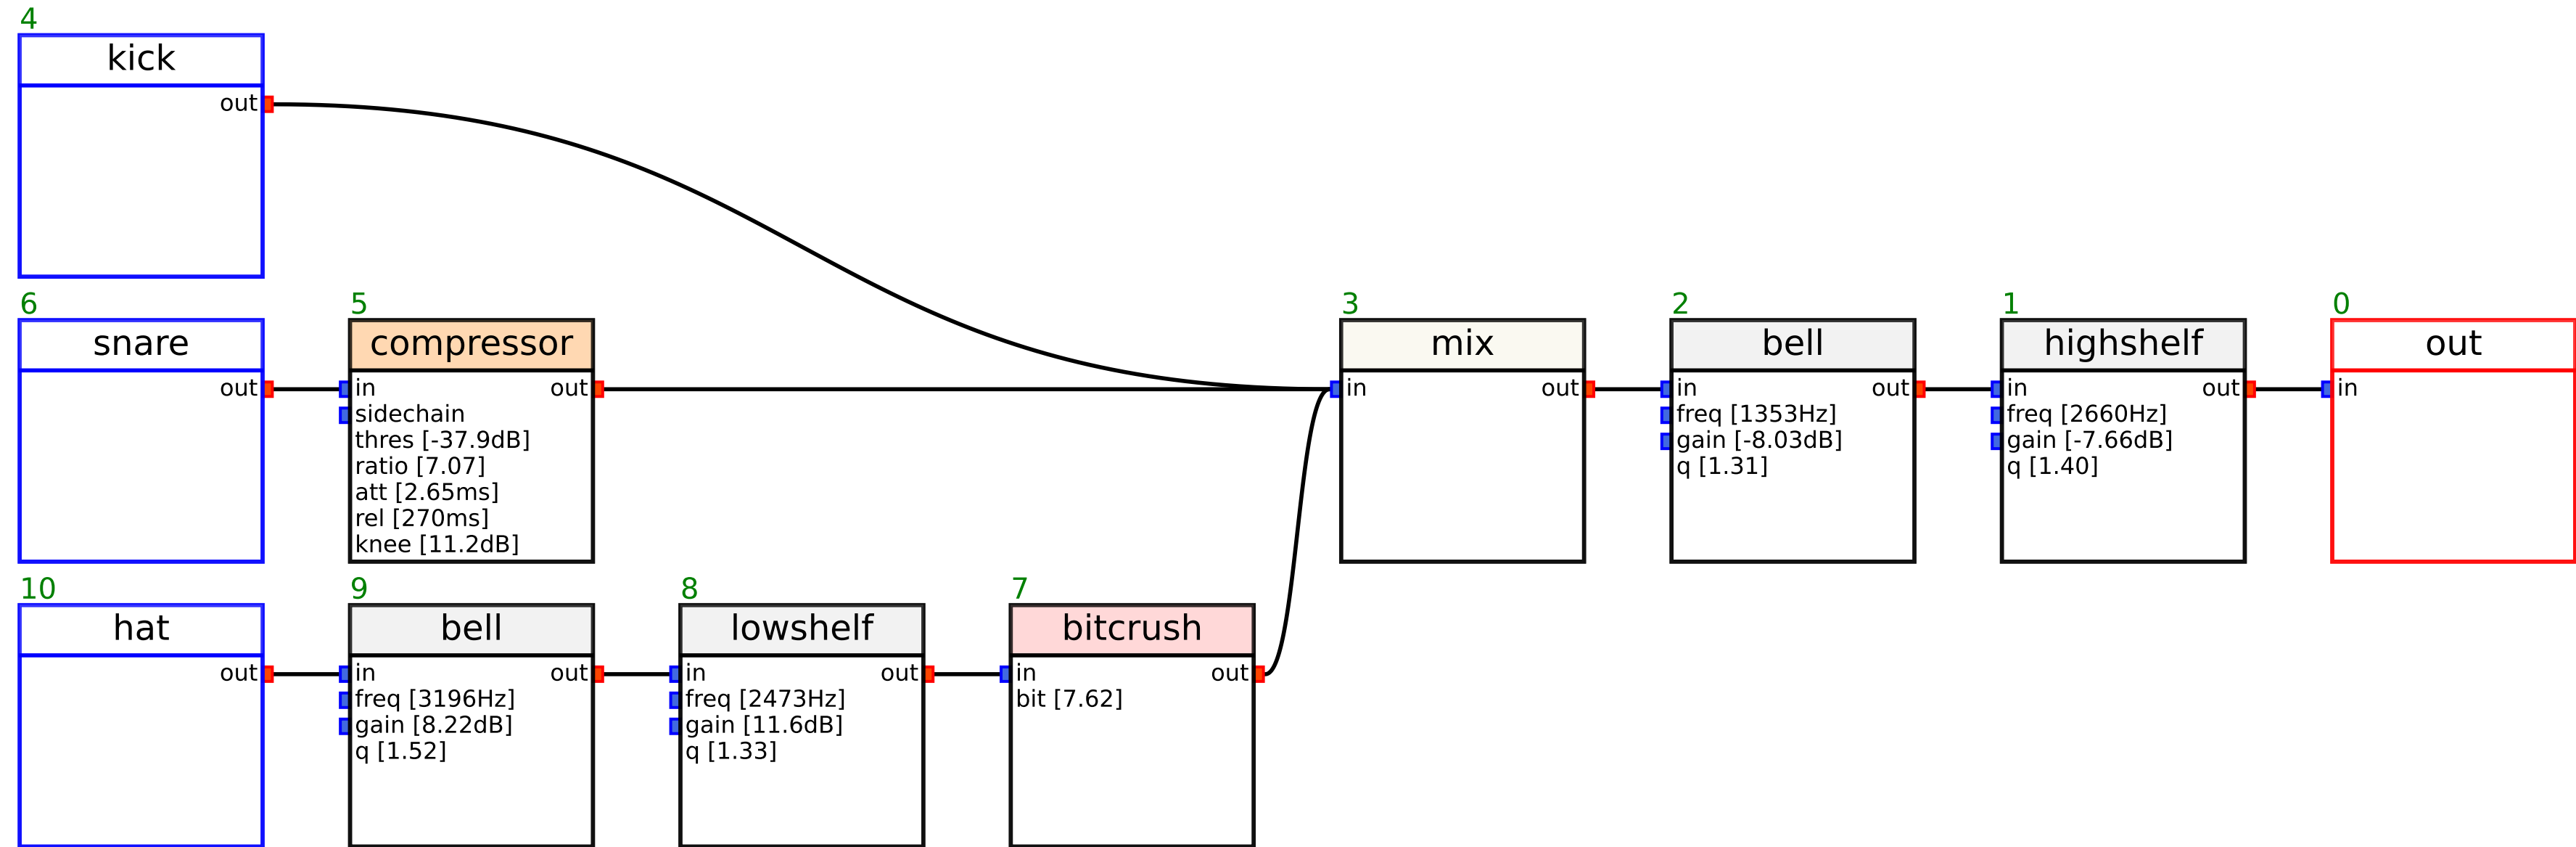 4
kick
out
6
snare
out
5
compressor
in out
sidechain
thres [-37.9dB]
ratio [7.07]
att [2.65ms]
rel [270ms]
knee [11.2dB]
3
mix
in out
2
bell
in out
freq [1353Hz]
gain [-8.03dB]
q [1.31]
1
highshelf
in out
freq [2660Hz]
gain [-7.66dB]
q [1.40]
0
out
in
10
hat
out
9
bell
in out
freq [3196Hz]
gain [8.22dB]
q [1.52]
8
lowshelf
in out
freq [2473Hz]
gain [11.6dB]
q [1.33]
7
bitcrush
in out
bit [7.62]